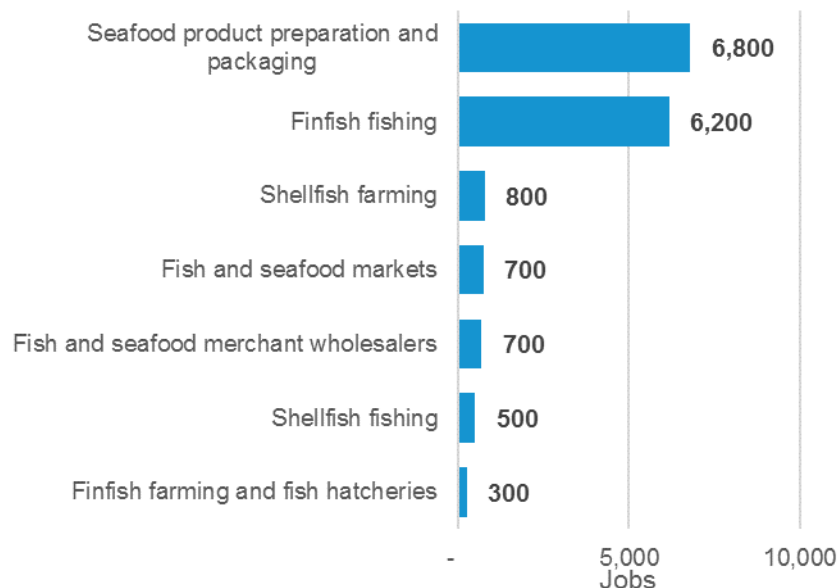 Seafood product preparation and
packaging
6,800
Finfish fishing
6,200
Shellfish farming
800
Fish and seafood markets
700
Fish and seafood merchant wholesalers
700
Shellfish fishing
500
Finfish farming and fish hatcheries
300
- 5,000 10,000
Jobs